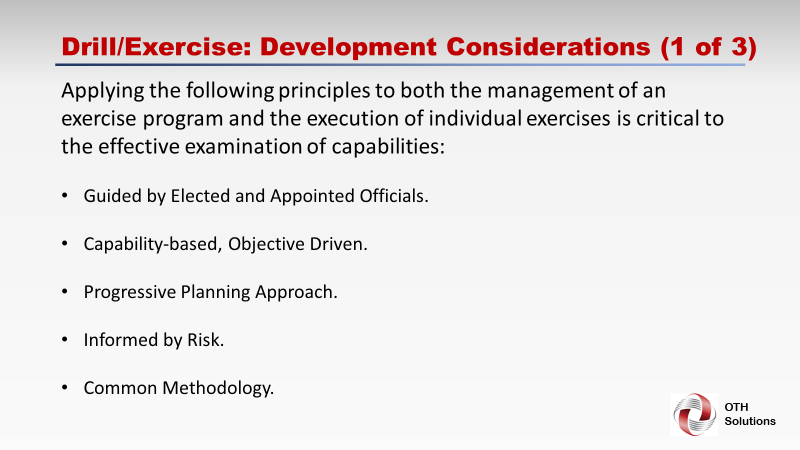 Drill/Exercise: Development Considerations (1 of 3)
Applying the following principles to both the management of an
exercise program and the execution of individual exercises is critical to
the effective examination of capabilities:
• Guided by Elected and Appointed Officials.
• Capability-based, Objective Driven.
• Progressive Planning Approach.
• Informed by Risk.
• Common Methodology.
OTH
Solutions